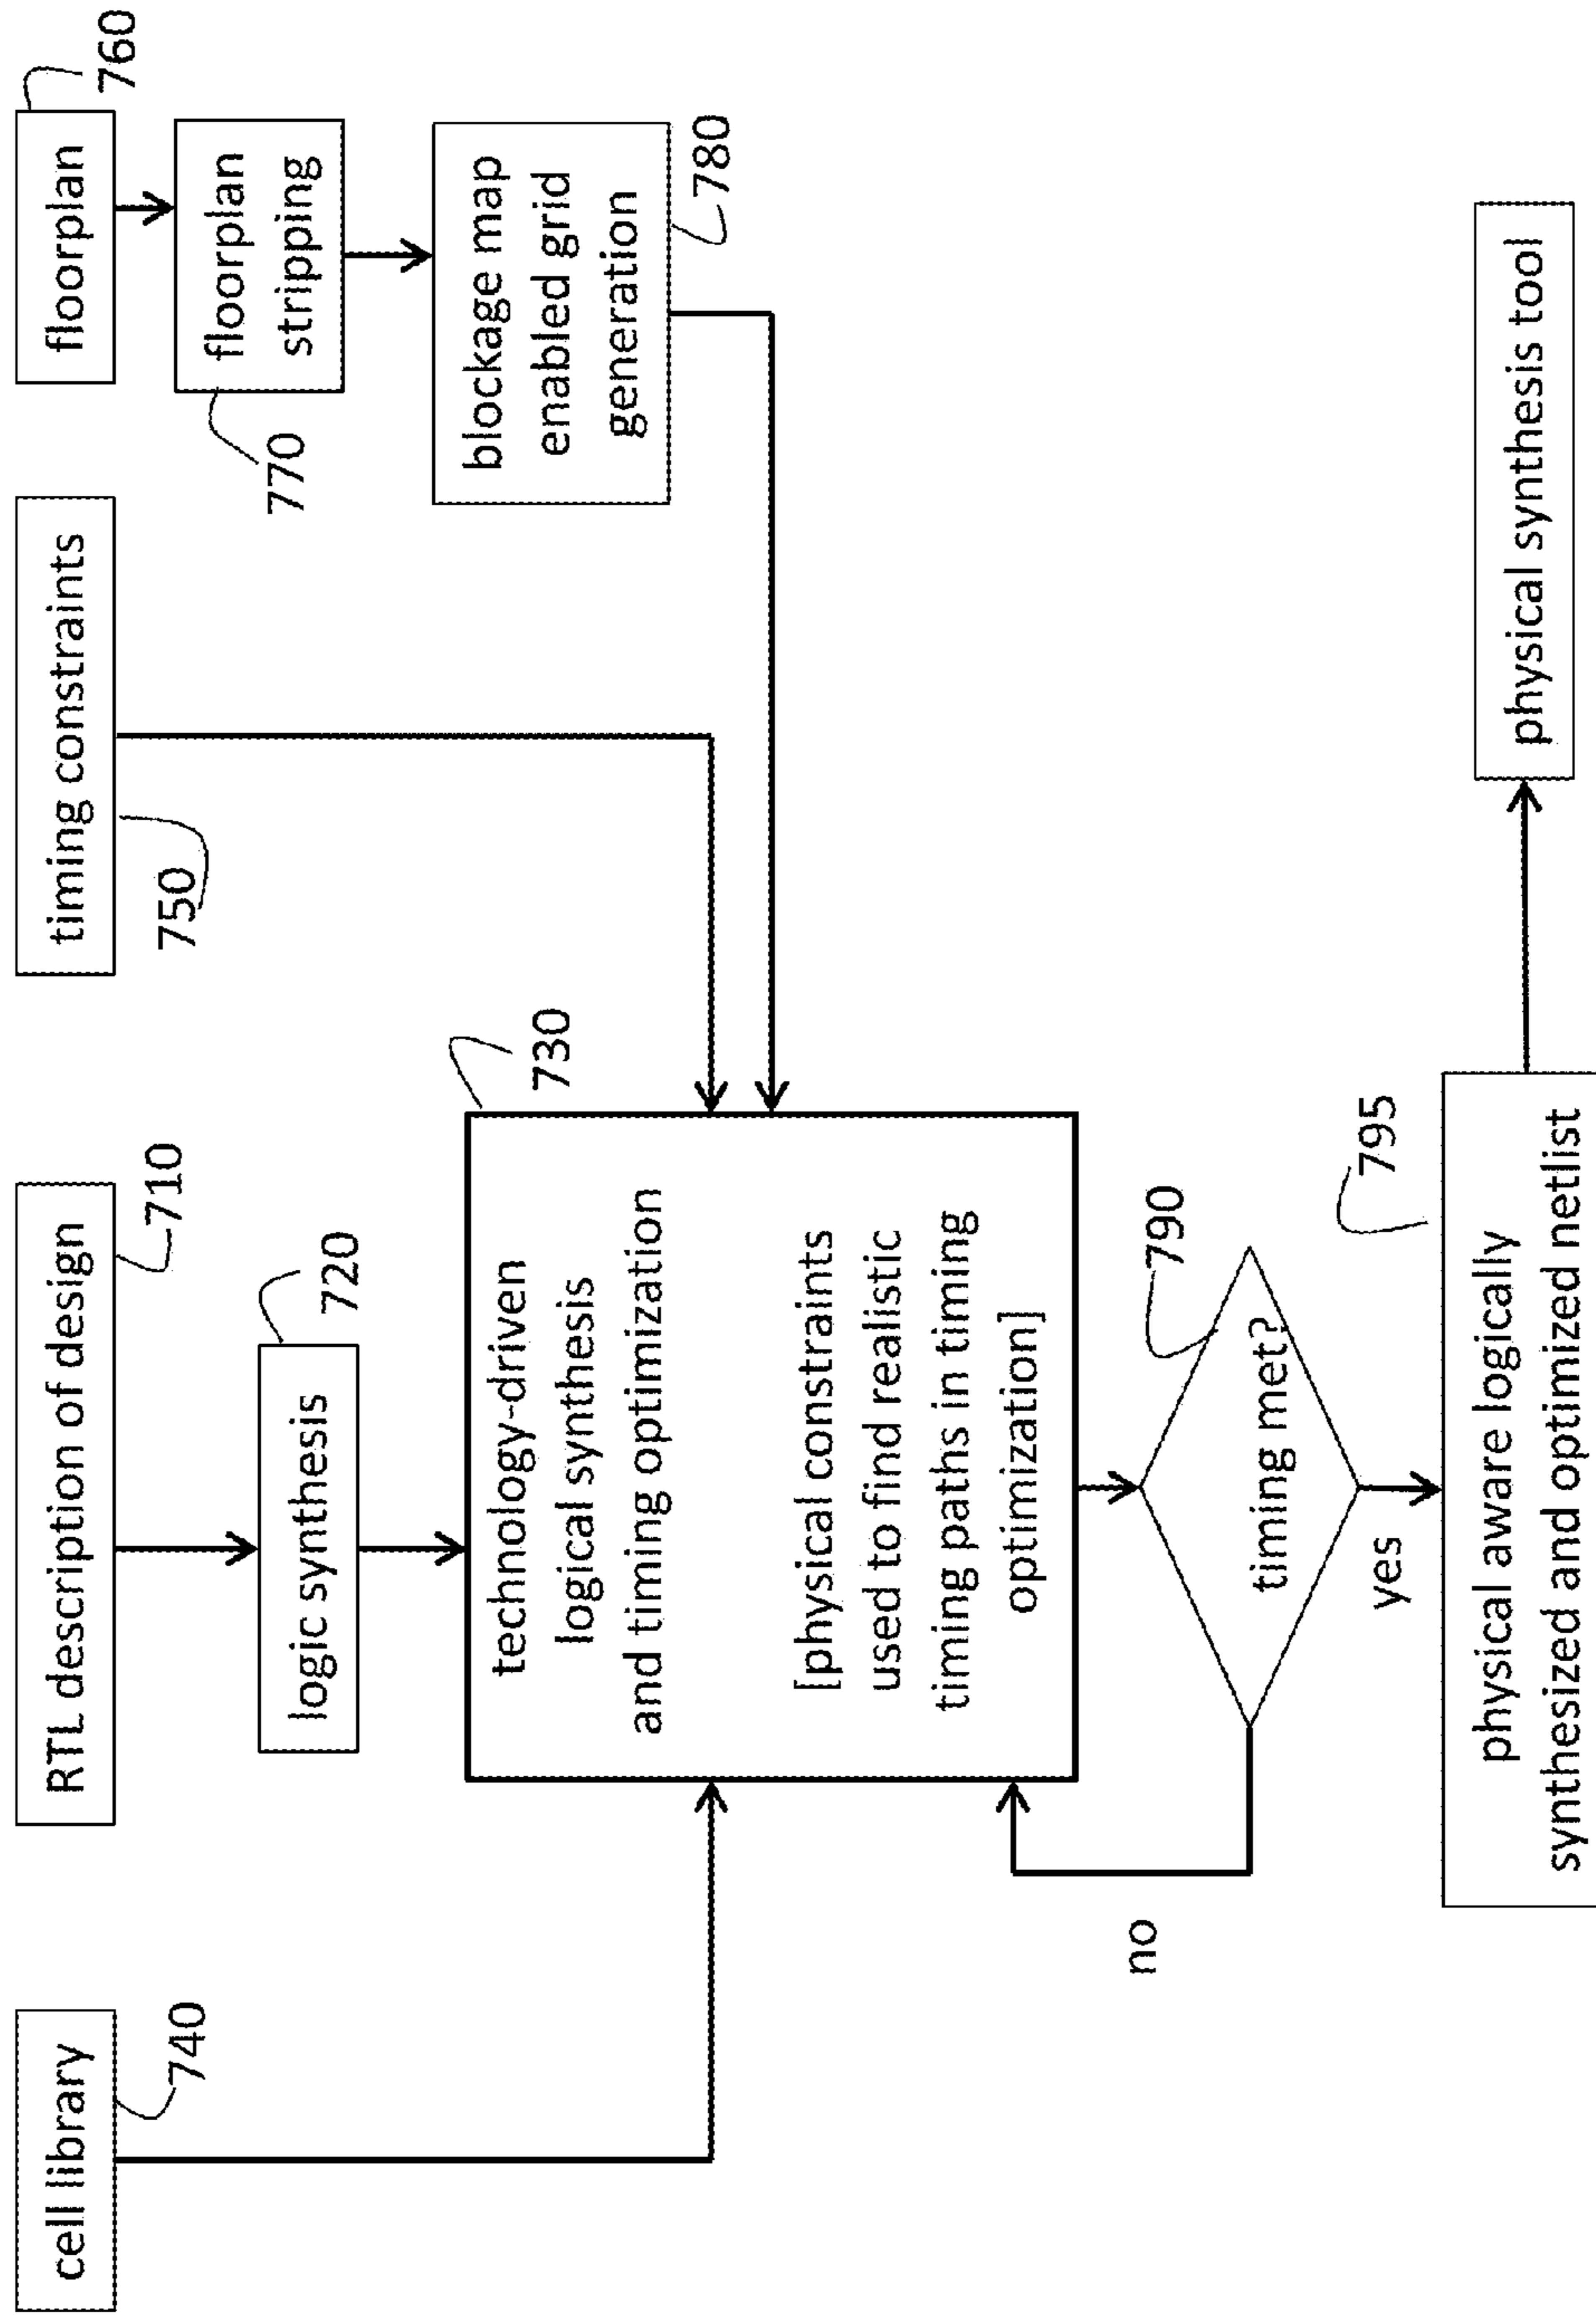 cell library
740
RTL description of design
710
timing constraints
750
floorplan
760
logic synthesis
720
floorplan
stripping
770
blockage map
enabled grid
generation
780
technology-driven
logical synthesis
and timing optimization
[physical constraints
used to find realistic
timing paths in timing
optimization]
730
timing met?
790
no
yes
physical aware logically
synthesized and optimized netlist
795
physical synthesis tool